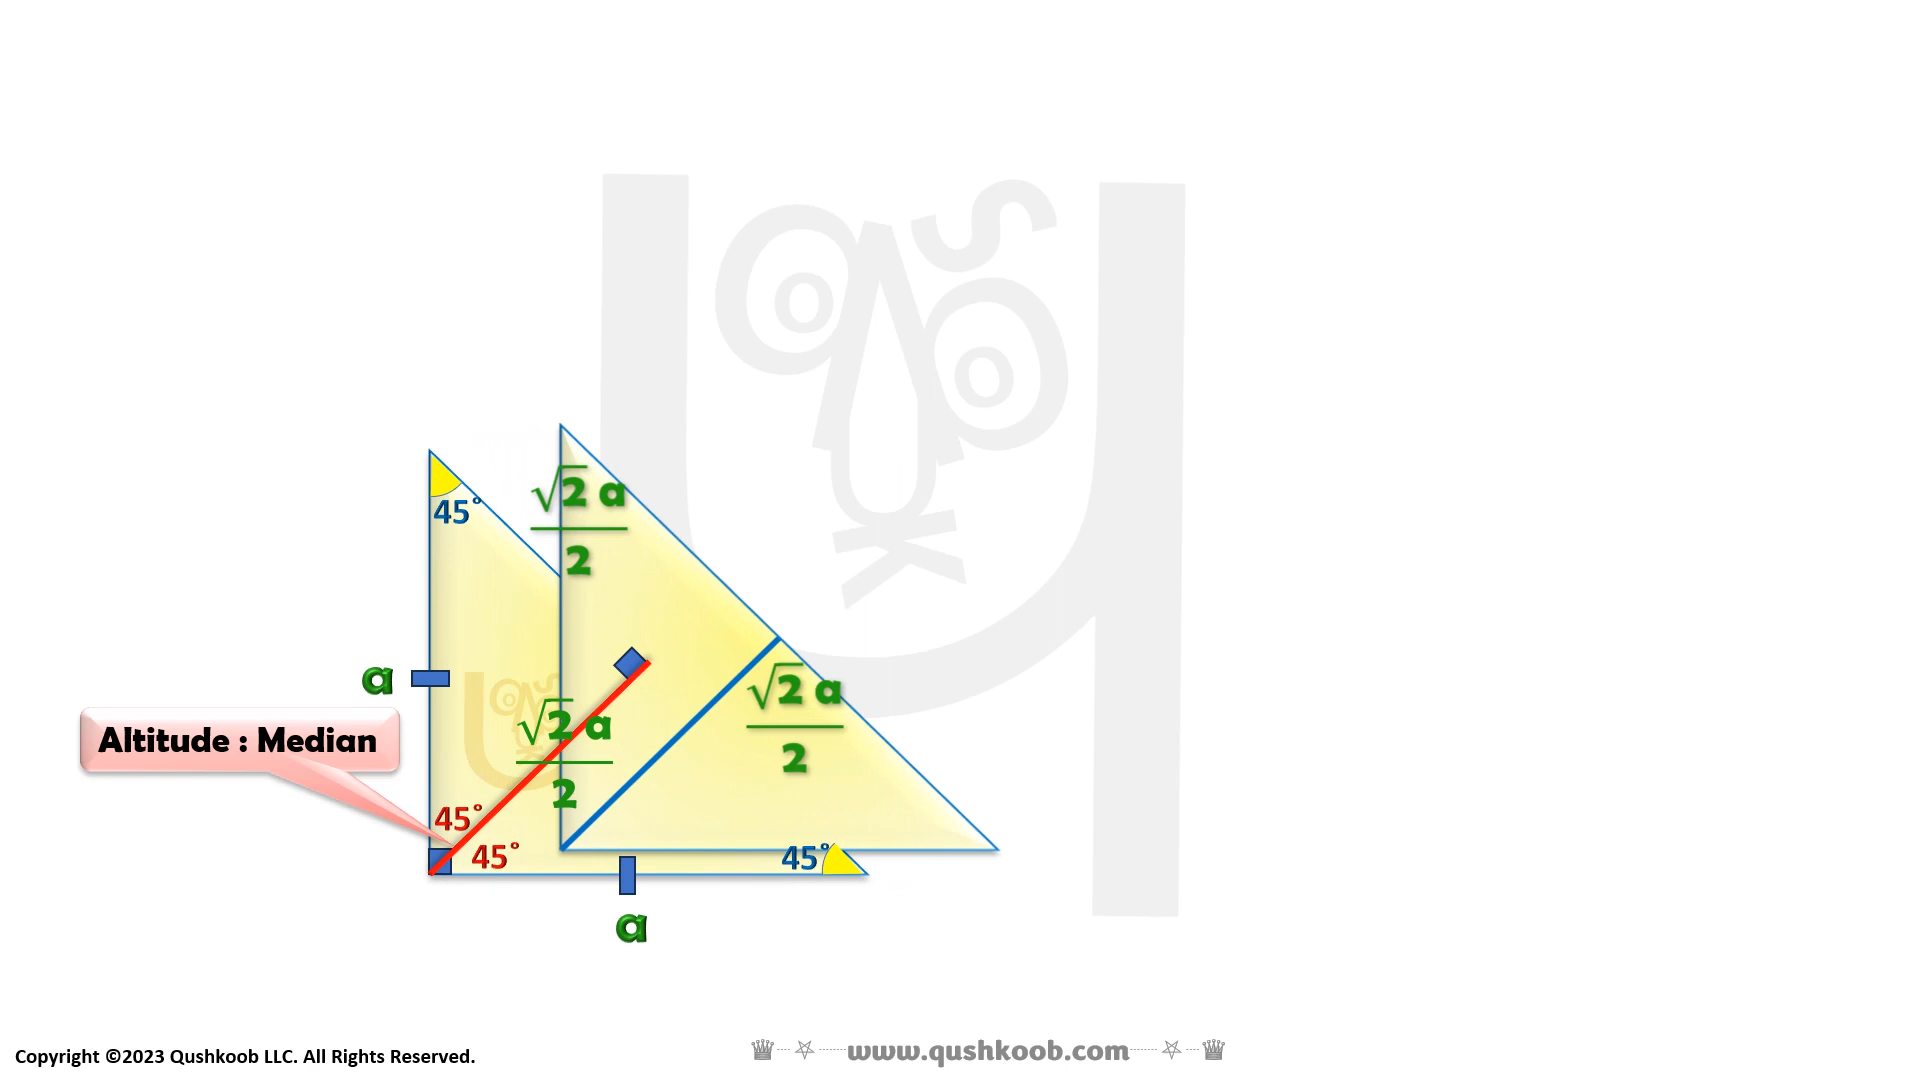 45°
√2 a
2
a
√2 a
2
√2 a
2
Altitude : Median
45°
45°
45°
a
Copyright ©2023 Qushkoob LLC. All Rights Reserved.
www.qushkoob.com